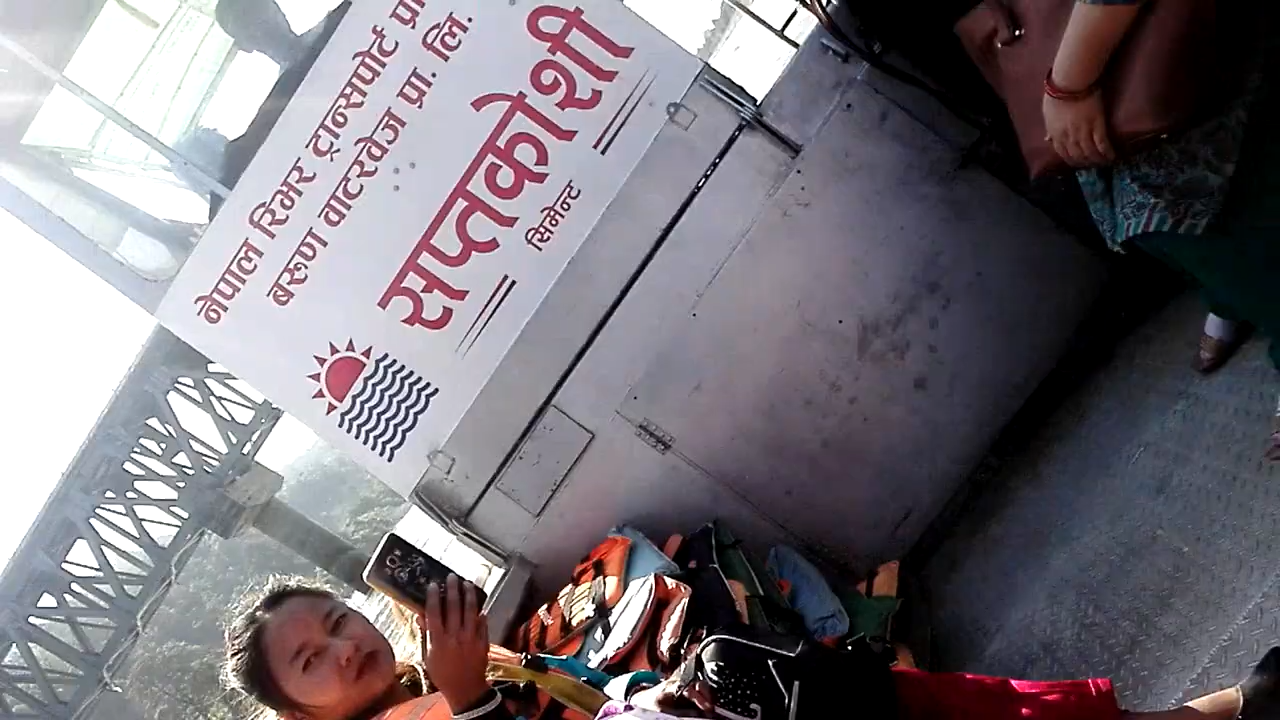 नेपाल रिभर ट्रान्सपोर्ट प्रा
बरूण वाटरवेज प्रा. लि.
सप्तकोशी
सिमेन्ट